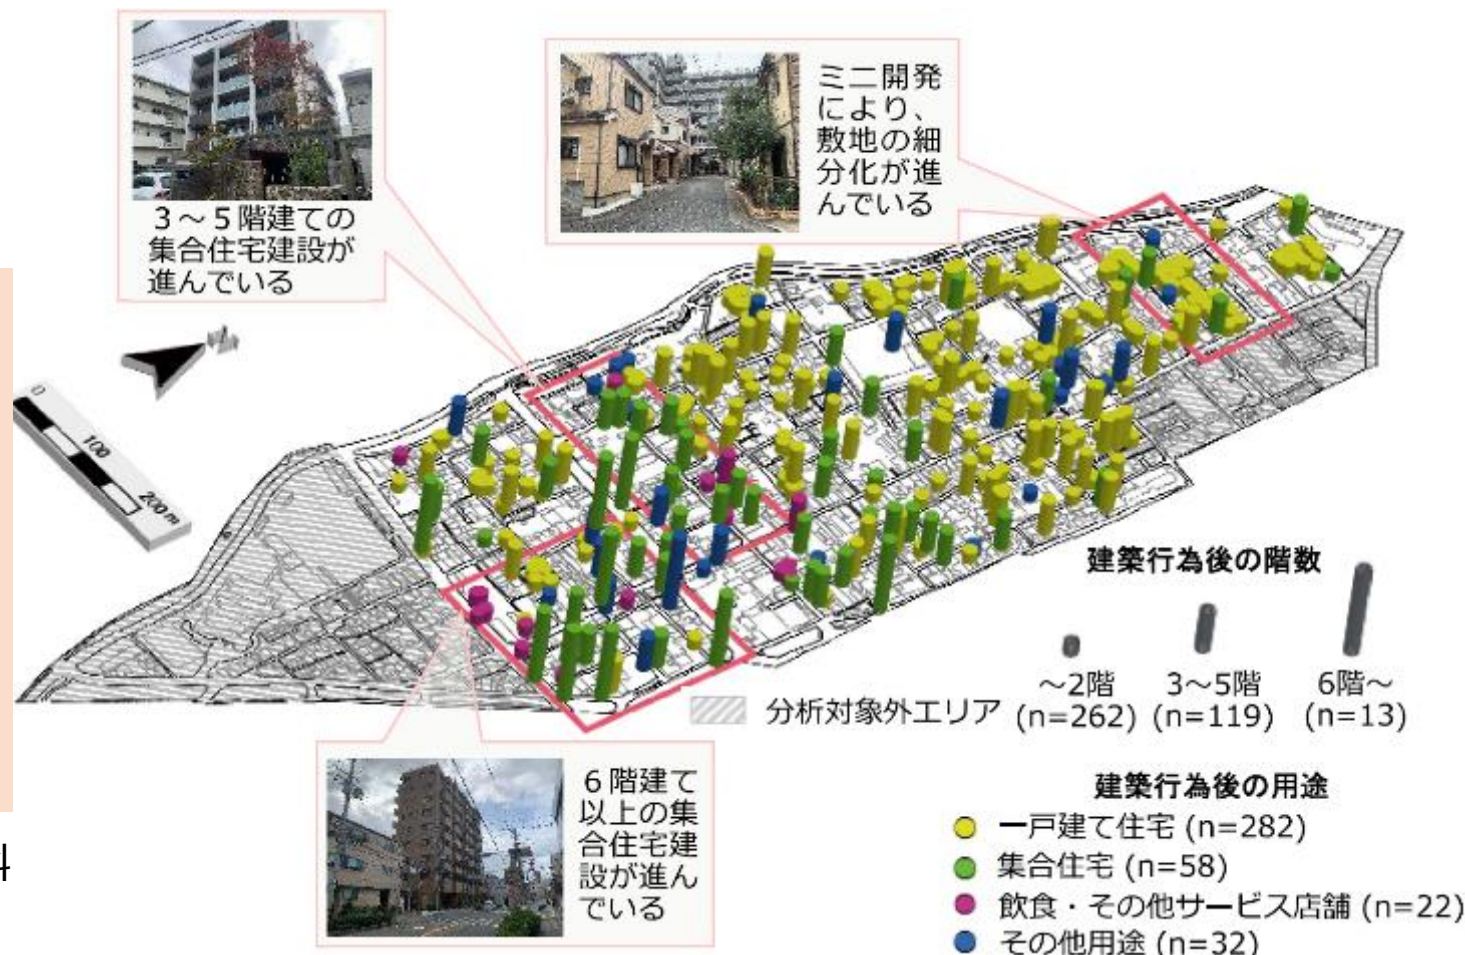 3～5階建ての
集合住宅建設が
進んでいる
ミニ開発
により、
敷地の細
分化が進
んでいる
0
100
200m
建築行為後の階数
～2階
(n=262)
3～5階
(n=119)
6階～
(n=13)
分析対象外エリア
6階建て
以上の集
合住宅建
設が進ん
でいる
建築行為後の用途
一戸建て住宅 (n=282)
集合住宅 (n=58)
飲食・その他サービス店舗 (n=22)
その他用途 (n=32)